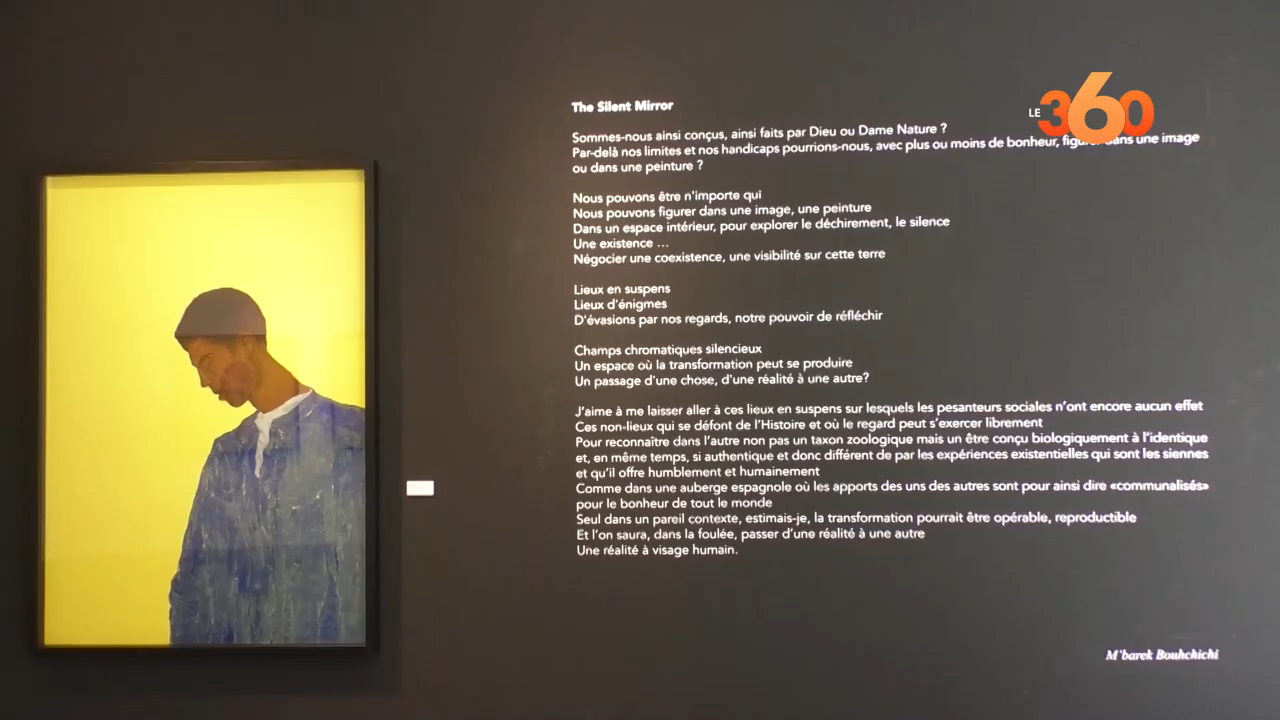 LE 360
The Silent Mirror
Sommes-nous ainsi conçus, ainsi faits par Dieu ou Dame Nature ?
Par-delà nos limites et nos handicaps pourrions-nous, avec plus ou moins de bonheur, dans une image
ou dans une peinture ?
Nous pouvons être n'importe qui
Nous pouvons figurer dans une image, une peinture
Dans un espace intérieur, pour explorer le déchirement, le silence
Une existence ...
Négocier une coexistence, une visibilité sur cette terre
Lieux en suspens
Lieux d'énigmes
D'évasions par nos regards, notre pouvoir de réfléchir
Champs chromatiques silencieux
Un espace où la transformation peut se produire
Un passage d'une chose, d'une réalité à une autre?
J'aime à me laisser aller à ces lieux en suspens sur lesquels les pesanteurs sociales n'ont encore aucun effet
Ces non-lieux qui se défont de l'Histoire et où le regard peut s'exercer librement
Pour reconnaître dans l'autre non pas un taxon zoologique mais un être conçu biologiquement à l'identique
et, en même temps, si authentique et donc différent de par les expériences existentielles qui sont les siennes
et qu'il offre humblement et humainement
Comme dans une auberge espagnole où les apports des uns des autres sont pour ainsi dire «communalisés»
pour le bonheur de tout le monde
Seul dans un pareil contexte, estimais-je, la transformation pourrait être opérable, reproductible
Et l'on saura, dans la foulée, passer d'une réalité à une autre
Une réalité à visage humain.
M'barek Bouhchichi